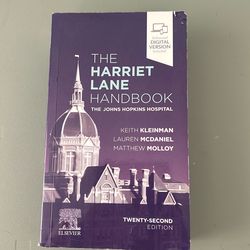 DIGITAL
VERSION
THE
HARRIET
LANE
HANDBOOK
THE JOHNS HOPKINS HOSPITAL
KEITH KLEINMAN
LAUREN MCDANIEL
MATTHEW MOLLOY
ELSEVIER
TWENTY-SECOND
EDITION